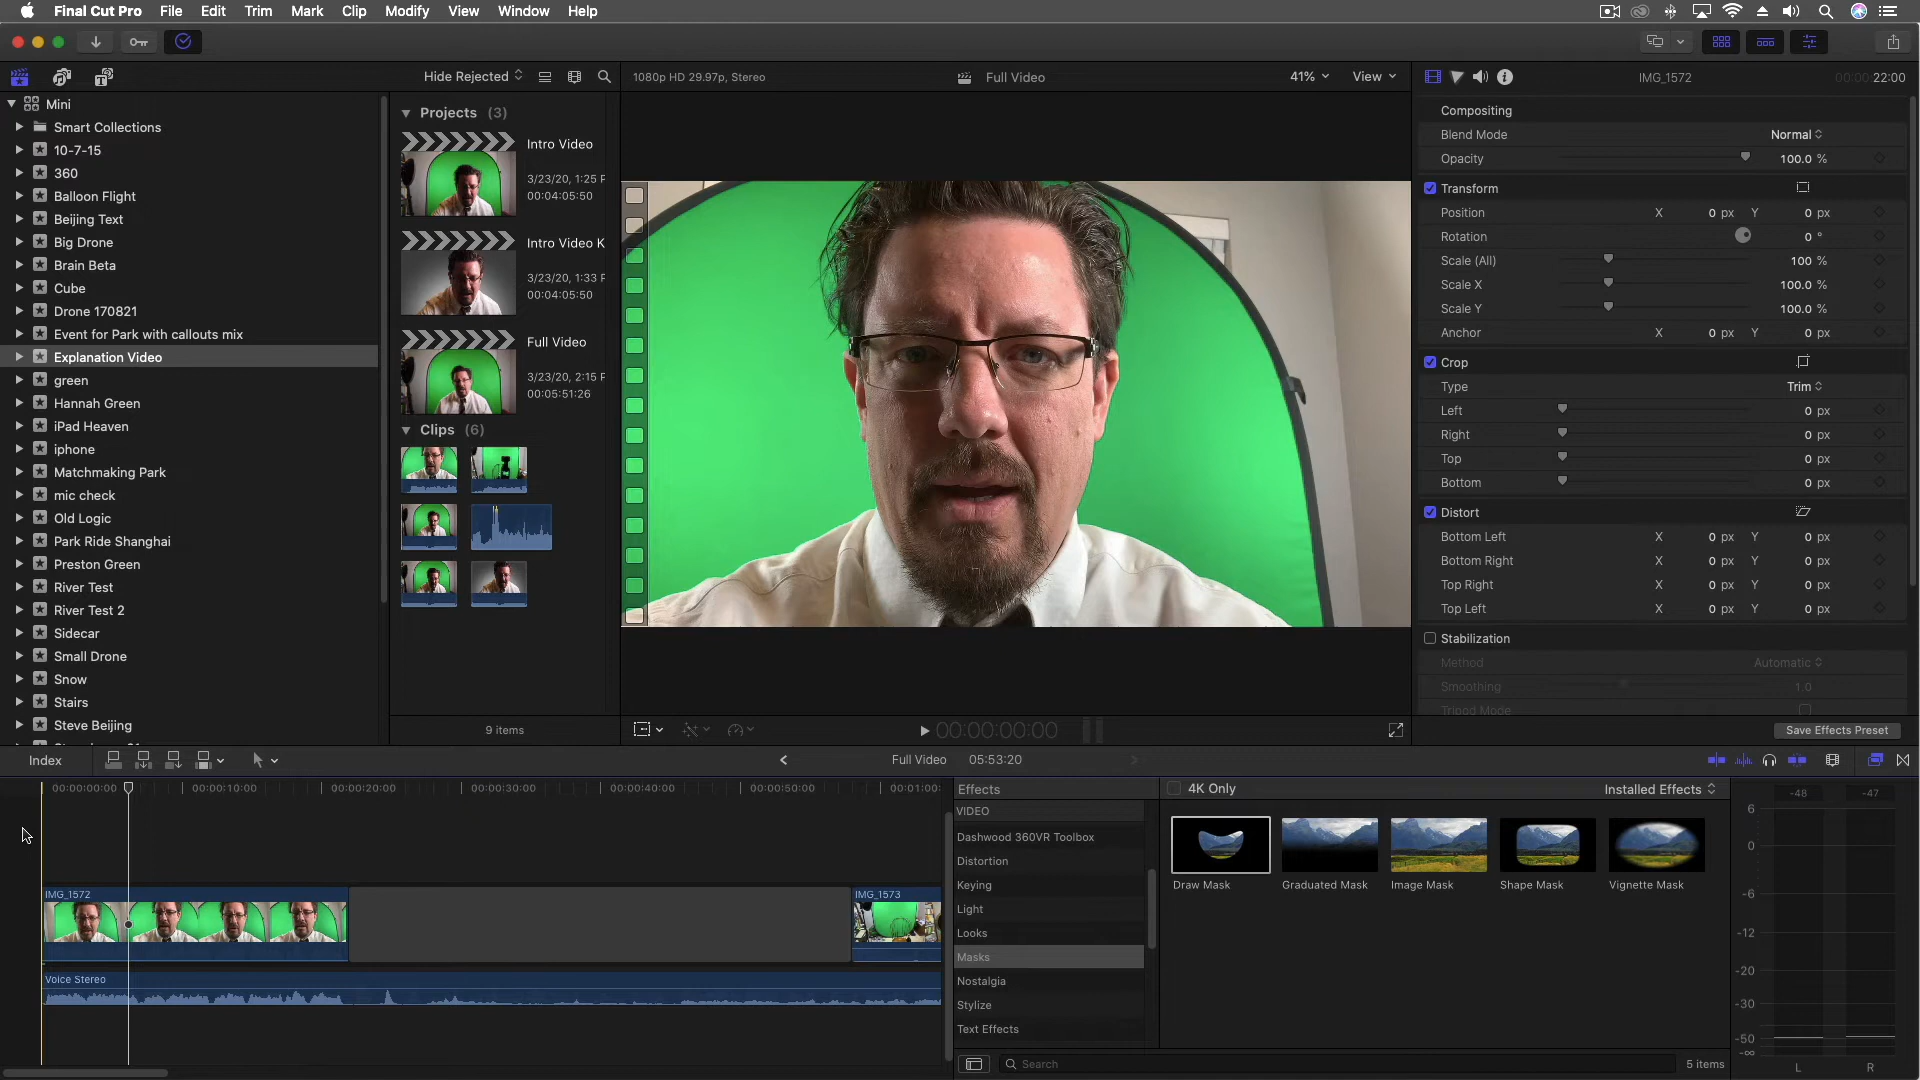 Final Cut Pro File Edit Trim Mark Clip Modify View Window Help
Hide Rejected
1080p HD 29.97p, Stereo
Full Video
41%
View
IMG_1572
00:00:22:00
Mini
Smart Collections
10-7-15
360
Balloon Flight
Beijing Text
Big Drone
Brain Beta
Cube
Drone 170821
Event for Park with callouts mix
Explanation Video
green
Hannah Green
iPad Heaven
iphone
Matchmaking Park
mic check
Old Logic
Park Ride Shanghai
Preston Green
River Test
River Test 2
Sidecar
Small Drone
Snow
Stairs
Steve Beijing
Projects (3)
Intro Video
3/23/20, 1:25 P
00:04:05:50
Intro Video K
3/23/20, 1:33 P
00:04:05:50
Full Video
3/23/20, 2:15 P
00:05:51:26
Clips (6)
9 items
00:00:00:00
Compositing
Blend Mode Normal
Opacity 100.0 %
Transform
Position X 0 px Y 0 px
Rotation 0 °
Scale (All) 100 %
Scale X 100.0 %
Scale Y 100.0 %
Anchor X 0 px Y 0 px
Crop
Type Trim
Left 0 px
Right 0 px
Top 0 px
Bottom 0 px
Distort
Bottom Left X 0 px Y 0 px
Bottom Right X 0 px Y 0 px
Top Right X 0 px Y 0 px
Top Left X 0 px Y 0 px
Stabilization
Method Automatic
Smoothing 1.0
Tripod Mode
Save Effects Preset
Index
Full Video 05:53:20
00:00:00:00 00:00:10:00 00:00:20:00 00:00:30:00 00:00:40:00 00:00:50:00 00:01:00:
IMG_1572
IMG_1573
Voice Stereo
Effects
VIDEO
Dashwood 360VR Toolbox
Distortion
Keying
Light
Looks
Masks
Nostalgia
Stylize
Text Effects
4K Only
Installed Effects
Draw Mask
Graduated Mask
Image Mask
Shape Mask
Vignette Mask
Search
5 items
-48 -47
6
0
-6
-12
-20
-30
-50
-∞
L R